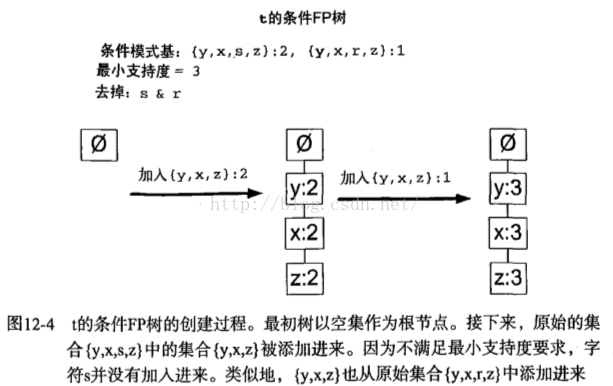 t的条件FP树
条件模式基: {y,x,s,z}:2, {y,x,r,z}:1
最小支持度 = 3
去掉: s & r
Ø Ø Ø
加入{y,x,z}:2 加入{y,x,z}:1
y:2 y:3
http://blog.csdn.net/
x:2 x:3
z:2 z:3
图12-4 t的条件FP树的创建过程。最初树以空集作为根节点。接下来，原始的集
合{y,x,s,z}中的集合{y,x,z}被添加进来。因为不满足最小支持度要求，字
符s并没有加入进来。类似地，{y,x,z}也从原始集合{y,x,r,z}中添加进来